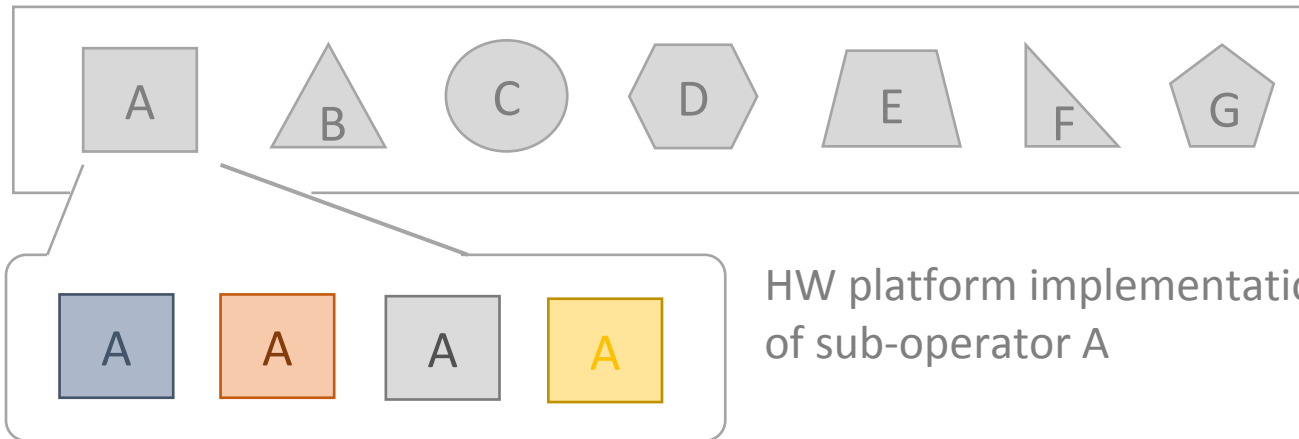 A B C D E F G
HW platform implementatio
of sub-operator A
A A A A